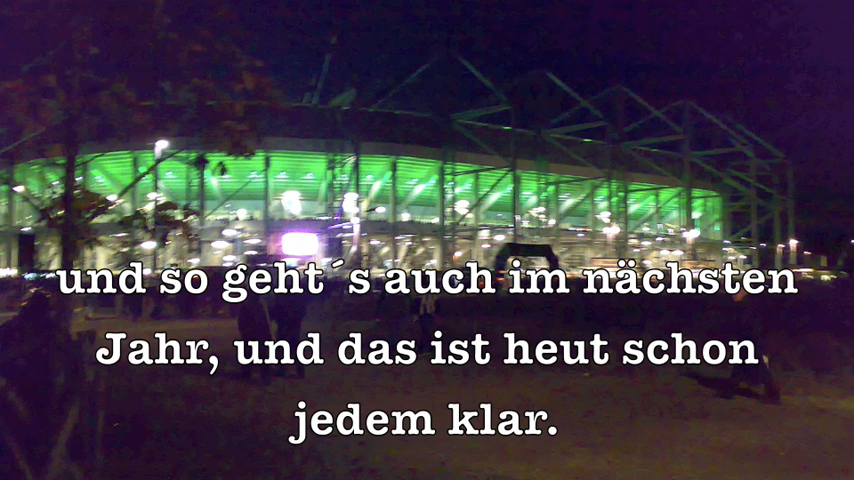 und so geht´s auch im nächsten
Jahr, und das ist heut schon
jedem klar.